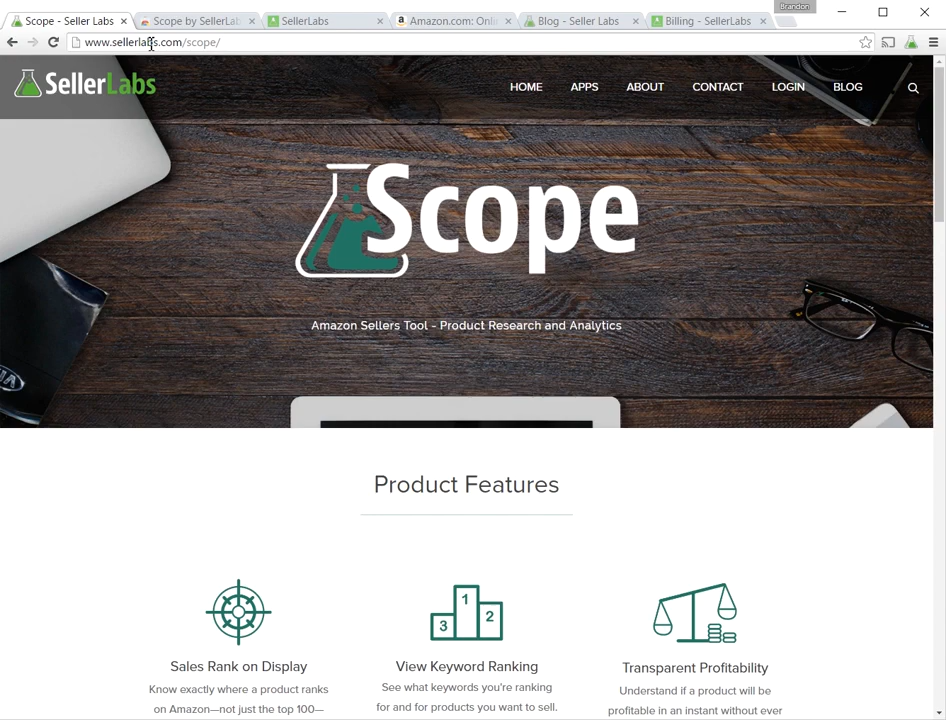 Brandon
Scope - Seller Labs
Scope by SellerLab
SellerLabs
Amazon.com: Onli
Blog - Seller Labs
Billing - SellerLabs
www.sellerlabs.com/scope/
SellerLabs
HOME
APPS
ABOUT
CONTACT
LOGIN
BLOG
Scope
Amazon Sellers Tool - Product Research and Analytics
Product Features
1
2
3
Sales Rank on Display
Know exactly where a product ranks
on Amazon—not just the top 100—
View Keyword Ranking
See what keywords you're ranking
for and for products you want to sell.
Transparent Profitability
Understand if a product will be
profitable in an instant without ever